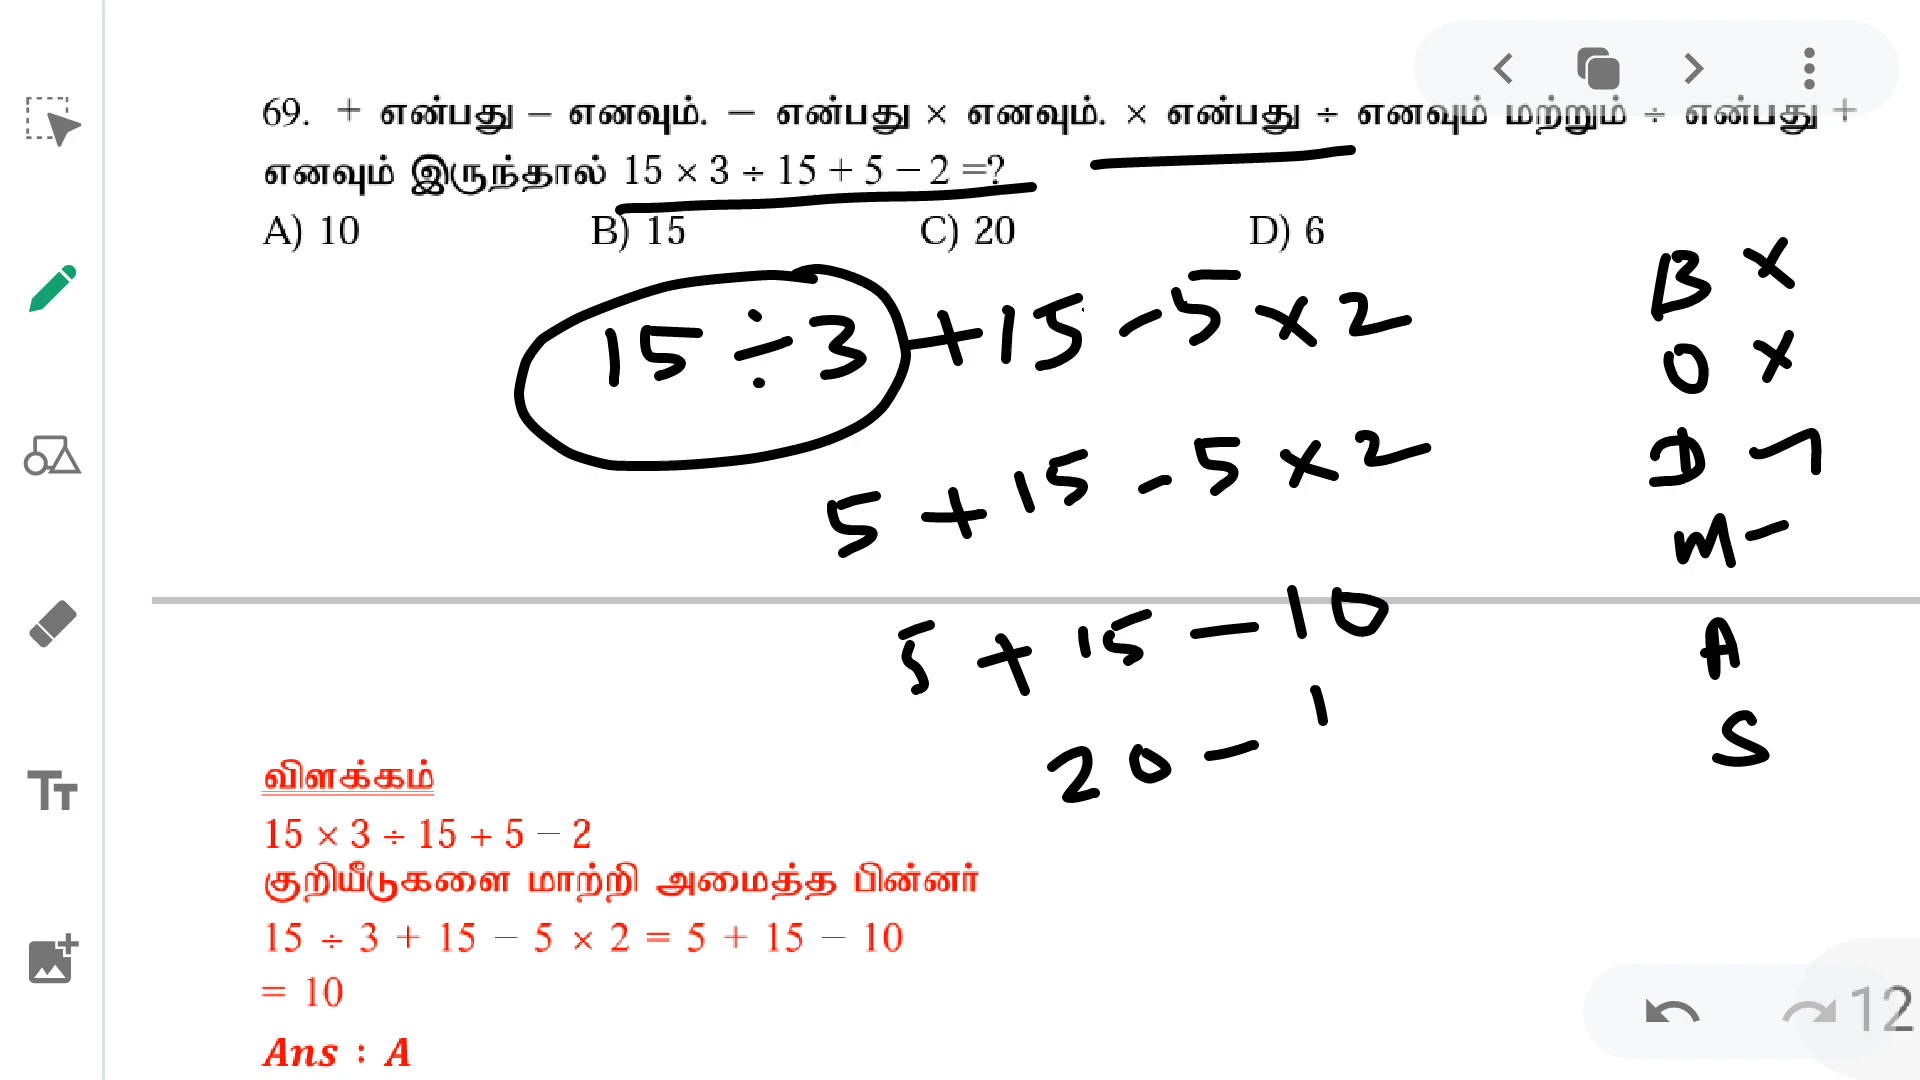 69. + என்பது – எனவும். – என்பது × எனவும். × என்பது ÷ எனவும் மற்றும் ÷ என்பது +
எனவும் இருந்தால் 15 × 3 ÷ 15 + 5 – 2 =?
A) 10 B) 15 C) 20 D) 6
15 ÷ 3 + 15 - 5 × 2
5 + 15 - 5 × 2
5 + 15 - 10
20 - 1
B ×
O ×
D
M -
A
S
விளக்கம்
15 × 3 ÷ 15 + 5 – 2
குறியீடுகளை மாற்றி அமைத்த பின்னர்
15 ÷ 3 + 15 – 5 × 2 = 5 + 15 – 10
= 10
Ans : A
TT
12